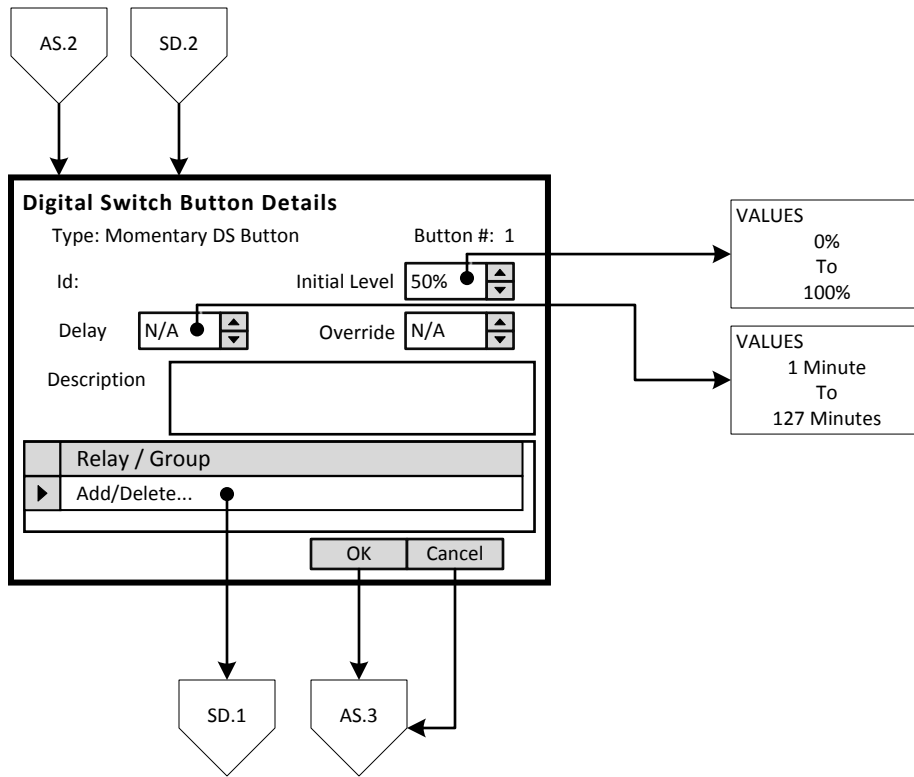 AS.2 SD.2
Digital Switch Button Details
Type: Momentary DS Button Button #: 1
Id: Initial Level 50%
Delay N/A Override N/A
Description
Relay / Group
Add/Delete...
OK Cancel
VALUES
0%
To
100%
VALUES
1 Minute
To
127 Minutes
SD.1 AS.3